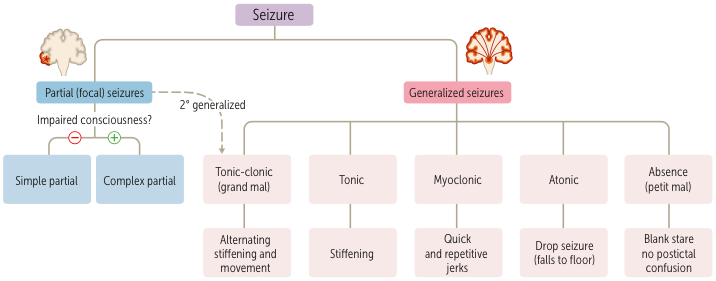 Seizure
Partial (focal) seizures
Generalized seizures
2° generalized
Impaired consciousness?
−
+
Simple partial
Complex partial
Tonic-clonic
(grand mal)
Tonic
Myoclonic
Atonic
Absence
(petit mal)
Alternating
stiffening and
movement
Stiffening
Quick
and repetitive
jerks
Drop seizure
(falls to floor)
Blank stare
no postictal
confusion